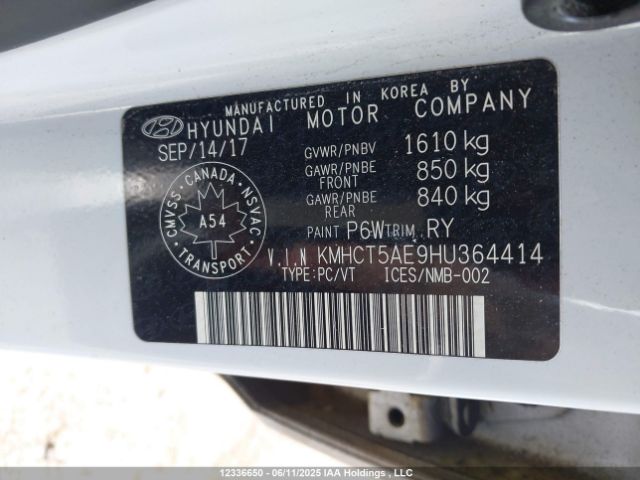 MANUFACTURED IN KOREA BY
HYUNDAI MOTOR COMPANY
SEP/14/17
GVWR/PNBV 1610 kg
GAWR/PNBE FRONT 850 kg
GAWR/PNBE REAR 840 kg
PAINT P6W TRIM RY
CMVSS · CANADA · NSVAC
A54
TRANSPORT
V.I.N KMHCT5AE9HU364414
TYPE:PC/VT ICES/NMB-002
12336650 - 06/11/2025 IAA Holdings , LLC